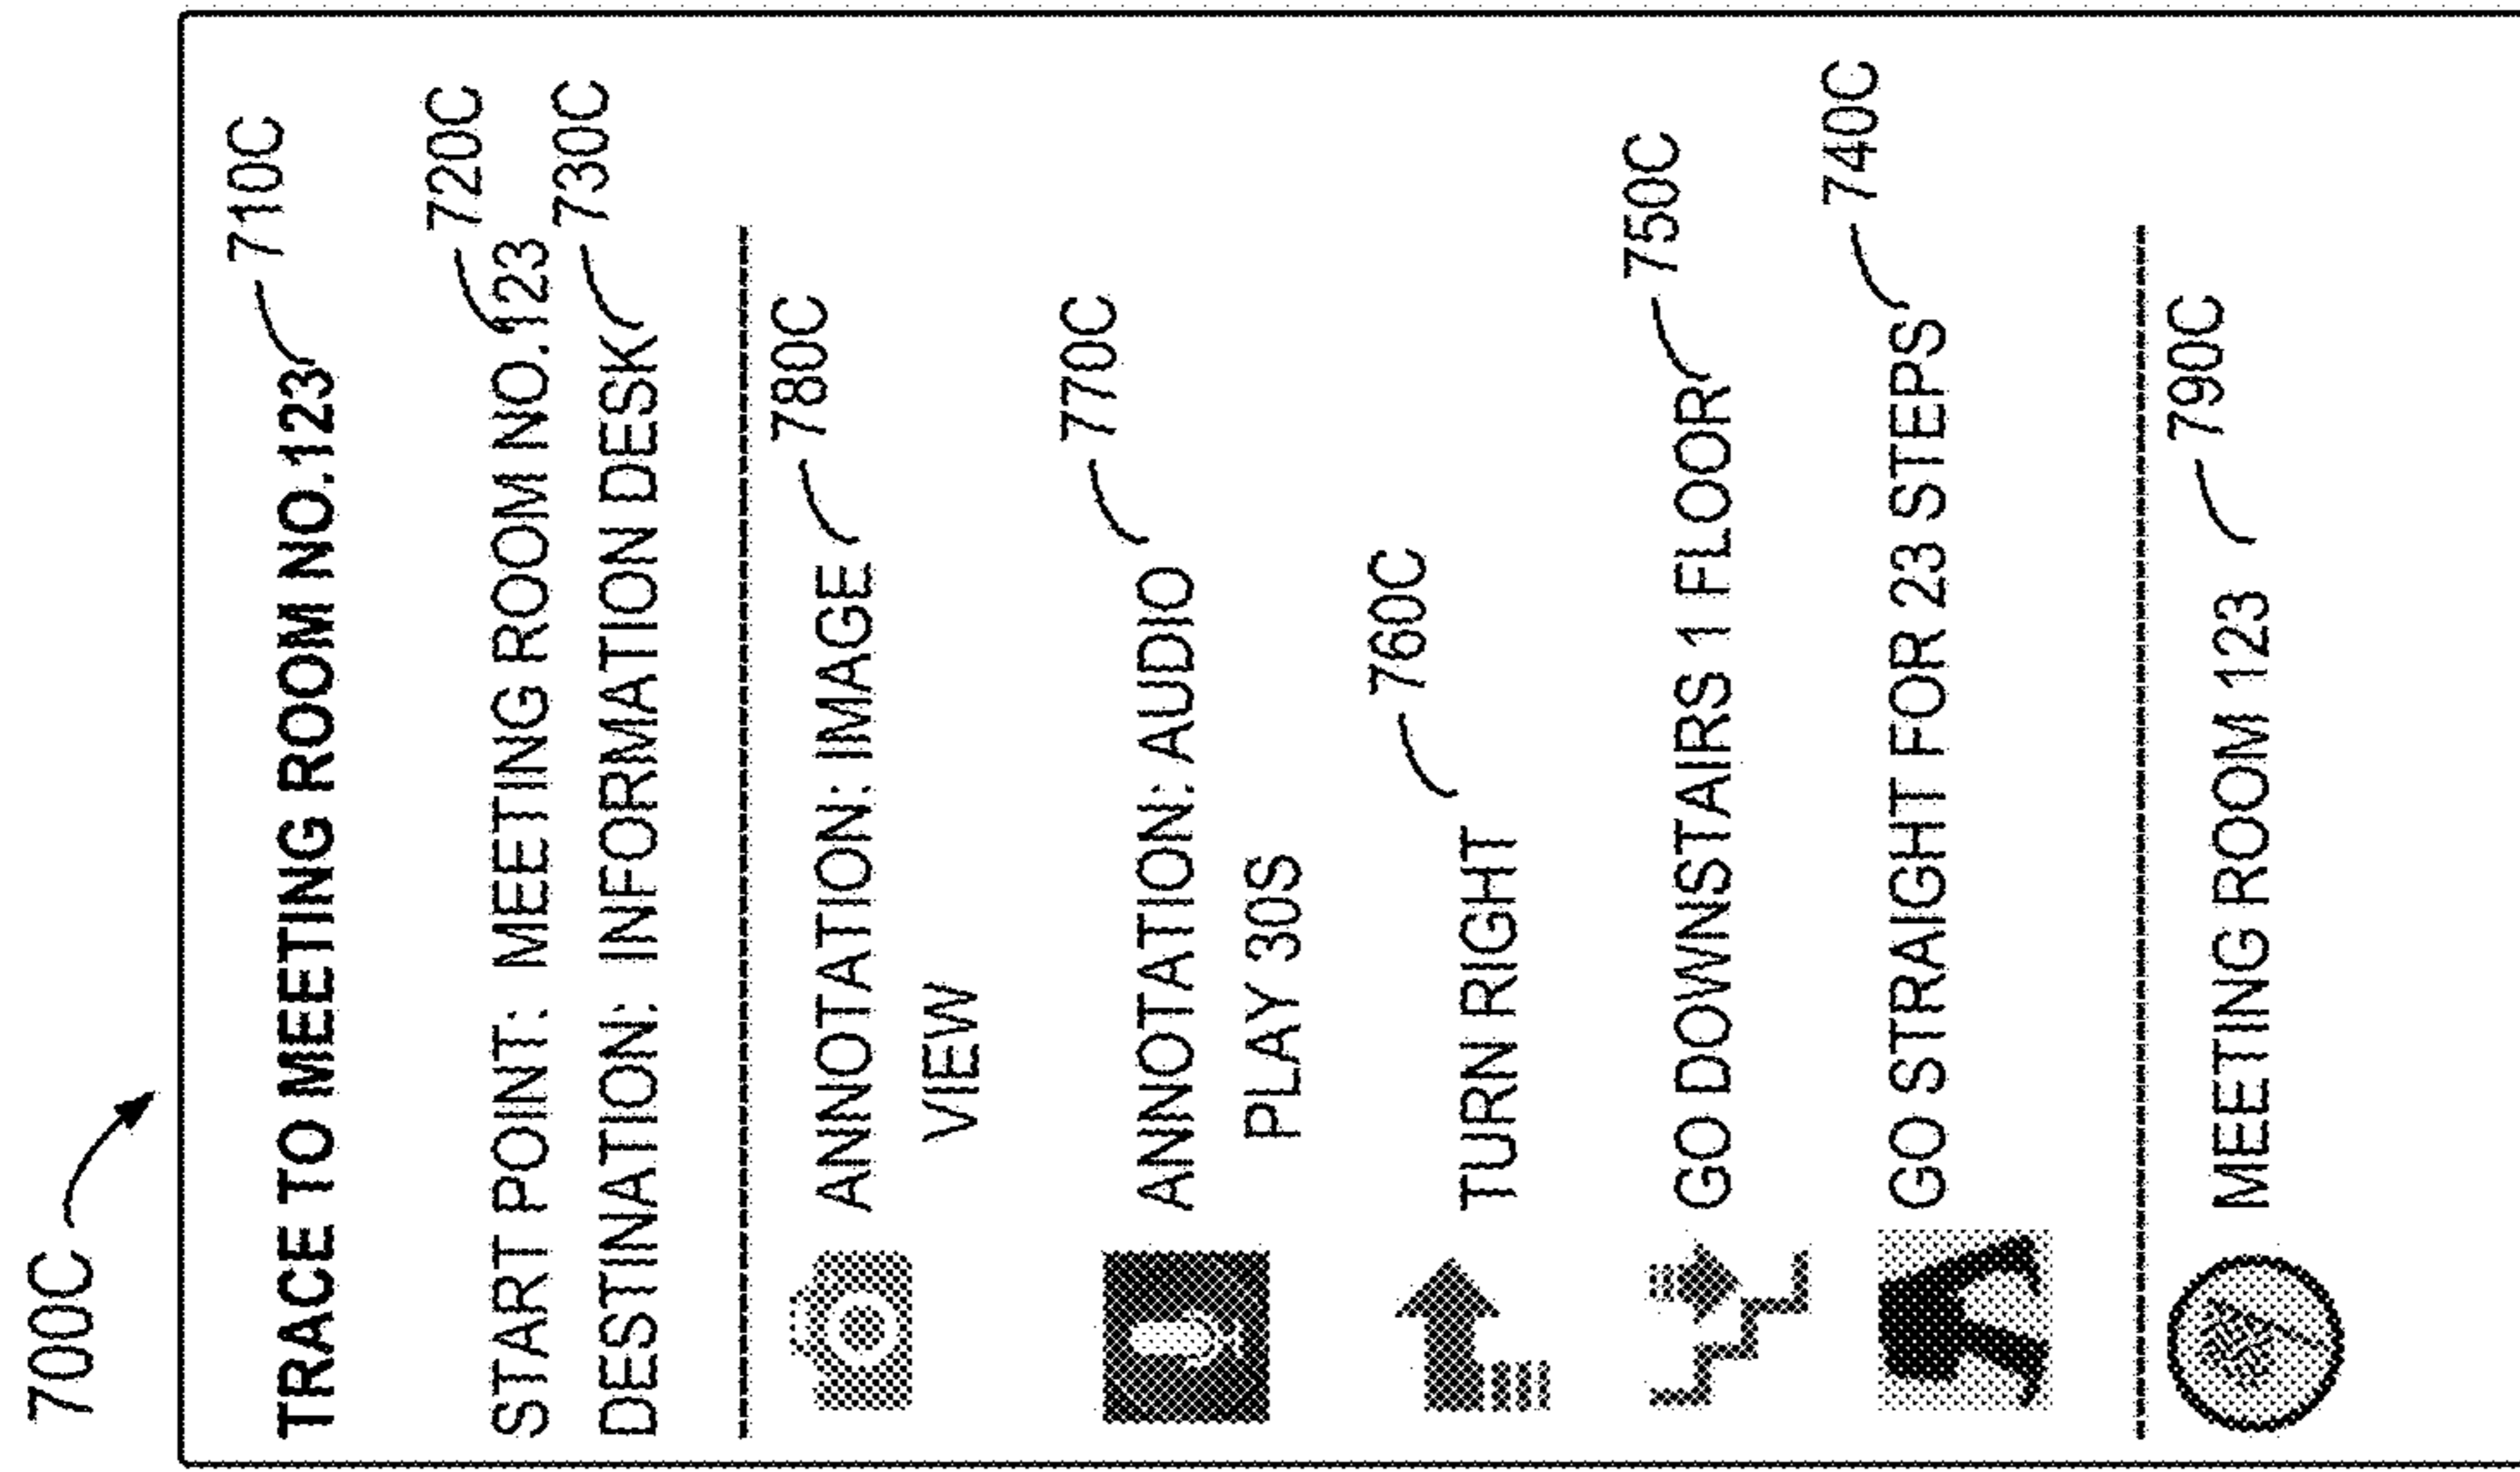 700C
TRACE TO MEETING ROOM NO.123 710C
720C
START POINT: MEETING ROOM NO.123
730C
DESTINATION: INFORMATION DESK
780C
ANNOTATION: IMAGE
VIEW
770C
ANNOTATION: AUDIO
PLAY 30S
760C
TURN RIGHT
750C
GO DOWNSTAIRS 1 FLOOR
740C
GO STRAIGHT FOR 23 STEPS
790C
MEETING ROOM 123